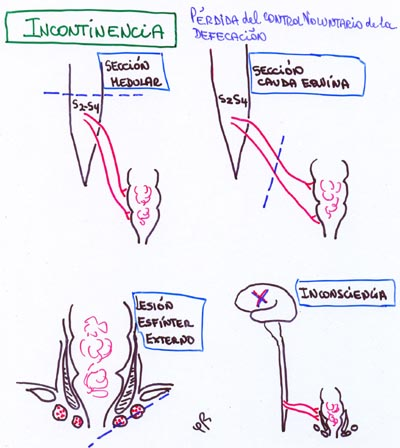 INCONTINENCIA
PÉRDIDA del CONTROL VOLUNTARIO de la
DEFECACIÓN
SECCIÓN
MEDULAR
S2-S4
SECCIÓN
CAUDA EQUINA
S2S4
LESIÓN
ESFINTER
EXTERNO
INCONSCIENCIA